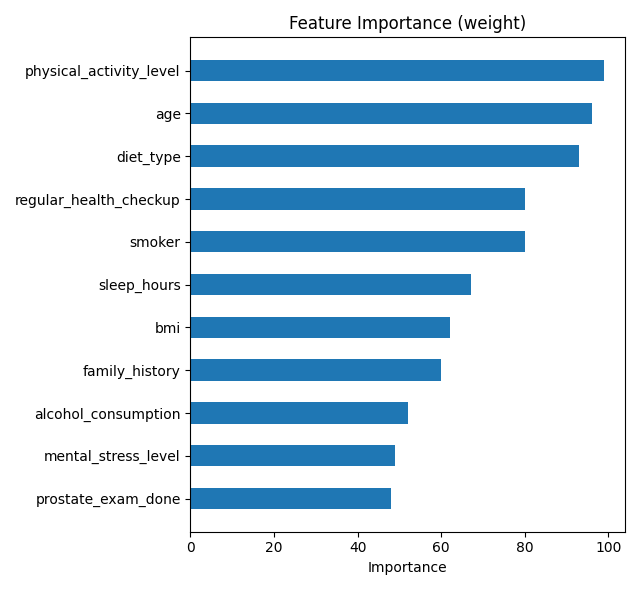 Feature Importance (weight)
physical_activity_level
age
diet_type
regular_health_checkup
smoker
sleep_hours
bmi
family_history
alcohol_consumption
mental_stress_level
prostate_exam_done
0 20 40 60 80 100
Importance